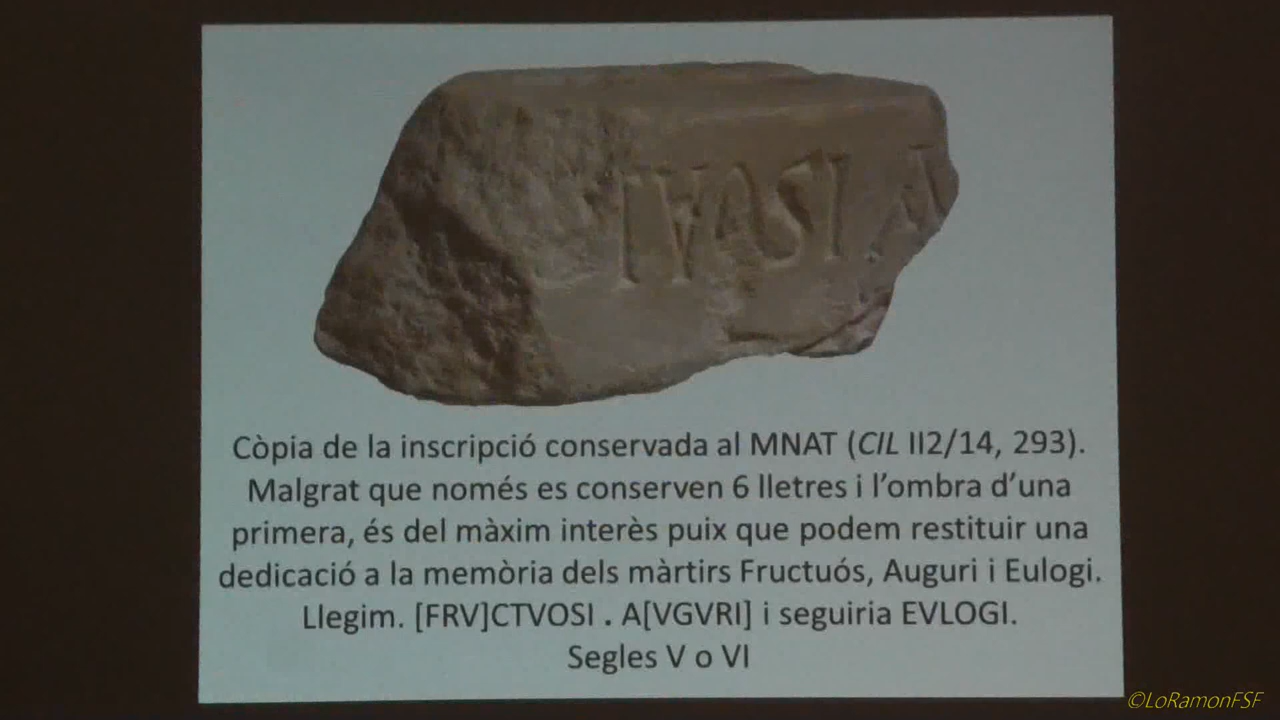 TVOSI A
Còpia de la inscripció conservada al MNAT (CIL II2/14, 293).
Malgrat que només es conserven 6 lletres i l’ombra d’una
primera, és del màxim interès puix que podem restituir una
dedicació a la memòria dels màrtirs Fructuós, Auguri i Eulogi.
Llegim. [FRV]CTVOSI . A[VGVRI] i seguiria EVLOGI.
Segles V o VI
©LoRamonFSF